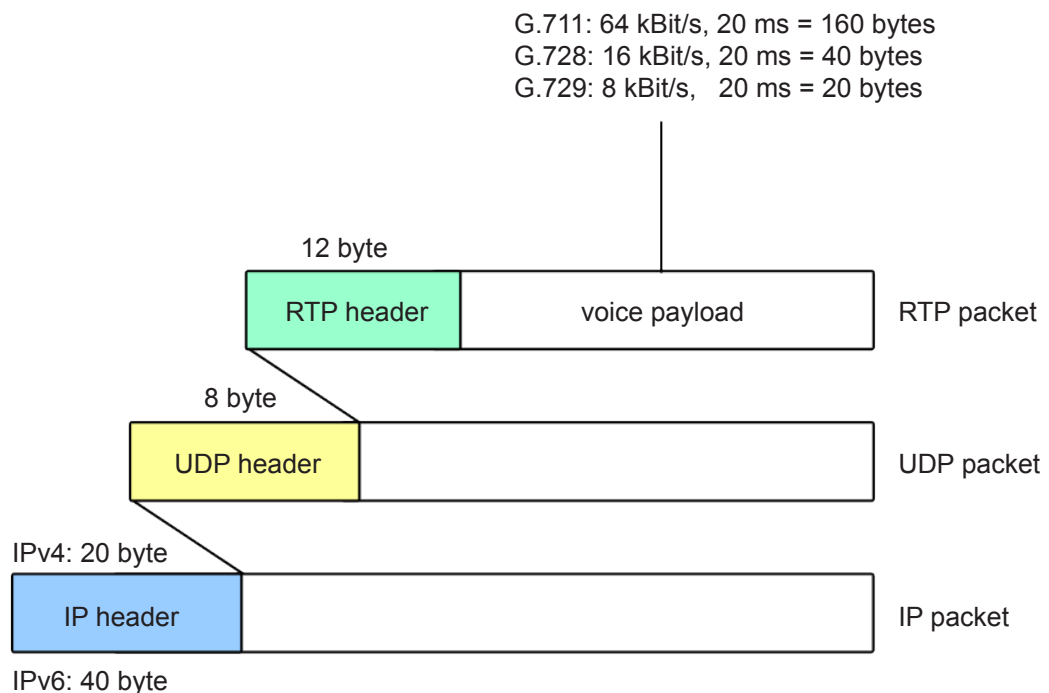 G.711: 64 kBit/s, 20 ms = 160 bytes
G.728: 16 kBit/s, 20 ms = 40 bytes
G.729: 8 kBit/s, 20 ms = 20 bytes
12 byte
RTP header voice payload RTP packet
8 byte
UDP header UDP packet
IPv4: 20 byte
IP header IP packet
IPv6: 40 byte